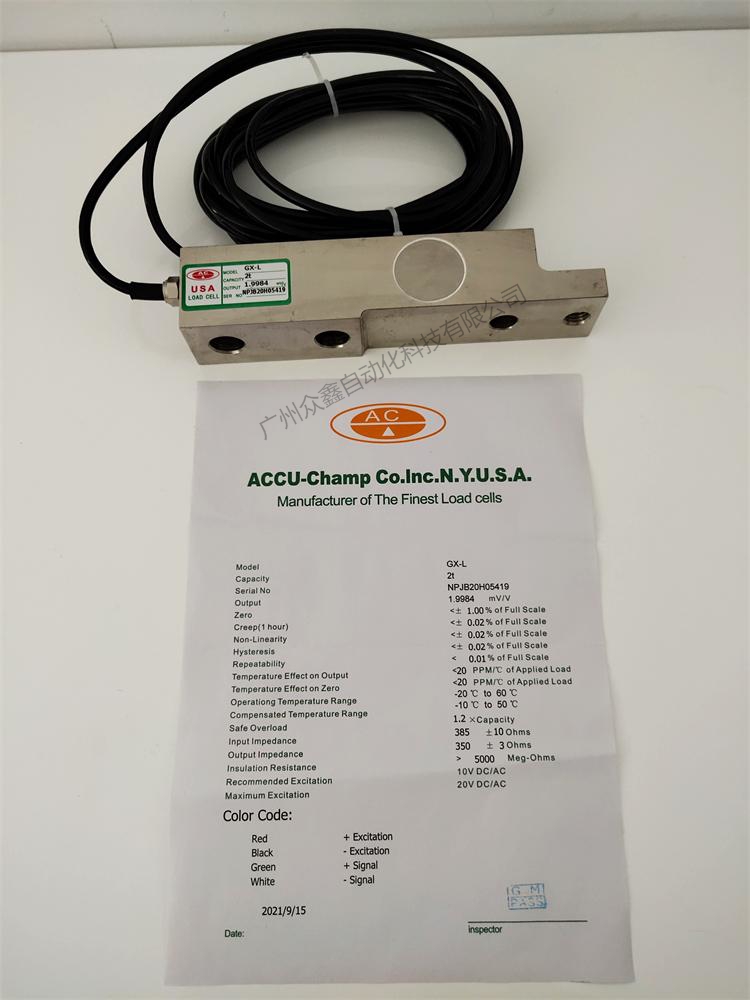 AC
USA
LOAD CELL
MODEL GX-L
CAPACITY 2t
OUTPUT 1.9984 mv/v
SER NO NPJB20H05419
广州众鑫自动化科技有限公司
AC
ACCU-Champ Co.Inc.N.Y.U.S.A.
Manufacturer of The Finest Load cells
Model GX-L
Capacity 2t
Serial No NPJB20H05419
Output 1.9984 mV/V
Zero <± 1.00% of Full Scale
Creep(1 hour) <± 0.02% of Full Scale
Non-Linearity <± 0.02% of Full Scale
Hysteresis <± 0.02% of Full Scale
Repeatability < 0.01% of Full Scale
Temperature Effect on Output <20 PPM/℃ of Applied Load
Temperature Effect on Zero <20 PPM/℃ of Applied Load
Operationg Temperature Range -20 ℃ to 60 ℃
Compensated Temperature Range -10 ℃ to 50 ℃
Safe Overload 1.2 ×Capacity
Input Impedance 385 ±10 Ohms
Output Impedance 350 ± 3 Ohms
Insulation Resistance > 5000 Meg-Ohms
Recommended Excitation 10V DC/AC
Maximum Excitation 20V DC/AC
Color Code:
Red + Excitation
Black - Excitation
Green + Signal
White - Signal
G M
PASS
2021/9/15
Date:
inspector